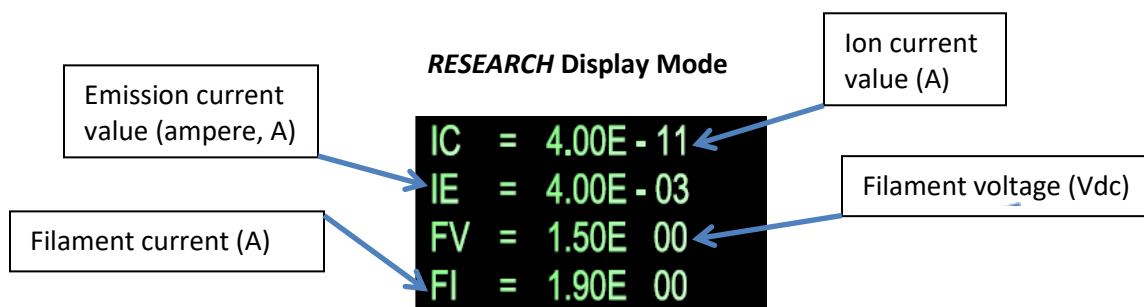 RESEARCH Display Mode
Ion current
value (A)
Emission current
value (ampere, A)
IC = 4.00E - 11
IE = 4.00E - 03
FV = 1.50E 00
FI = 1.90E 00
Filament voltage (Vdc)
Filament current (A)